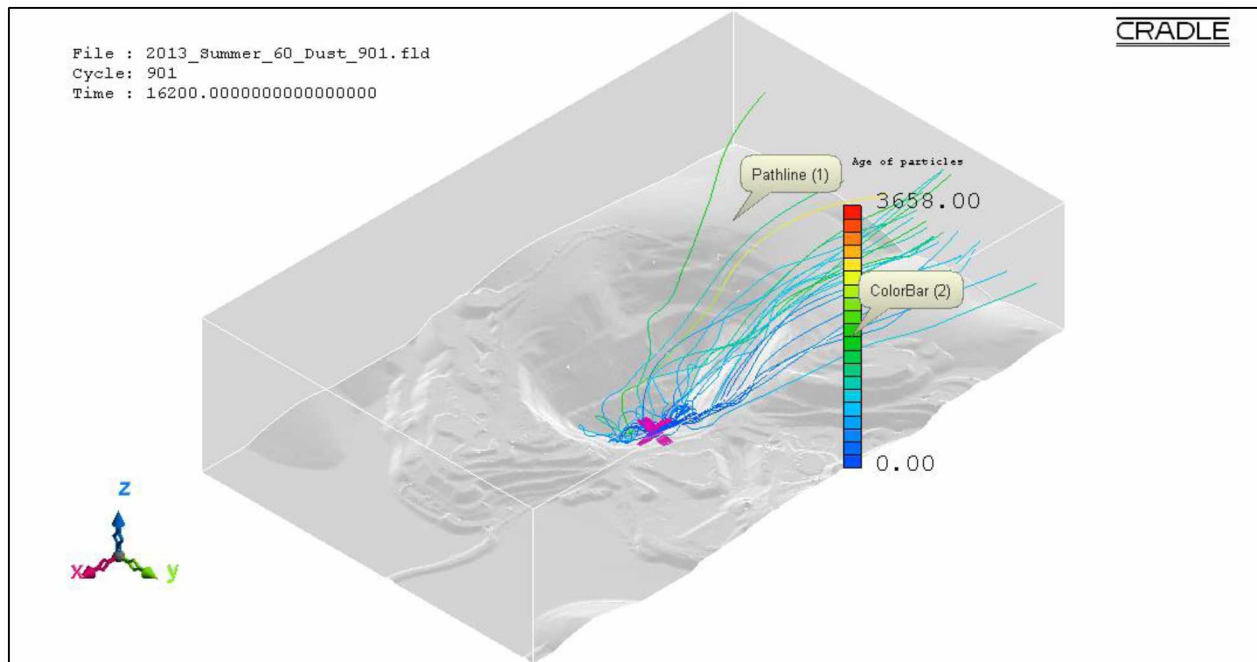 CRADLE
File : 2013_Summer_60_Dust_901.fld
Cycle: 901
Time : 16200.0000000000000000
Age of particles
Pathline (1)
3658.00
ColorBar (2)
0.00
z
x
y